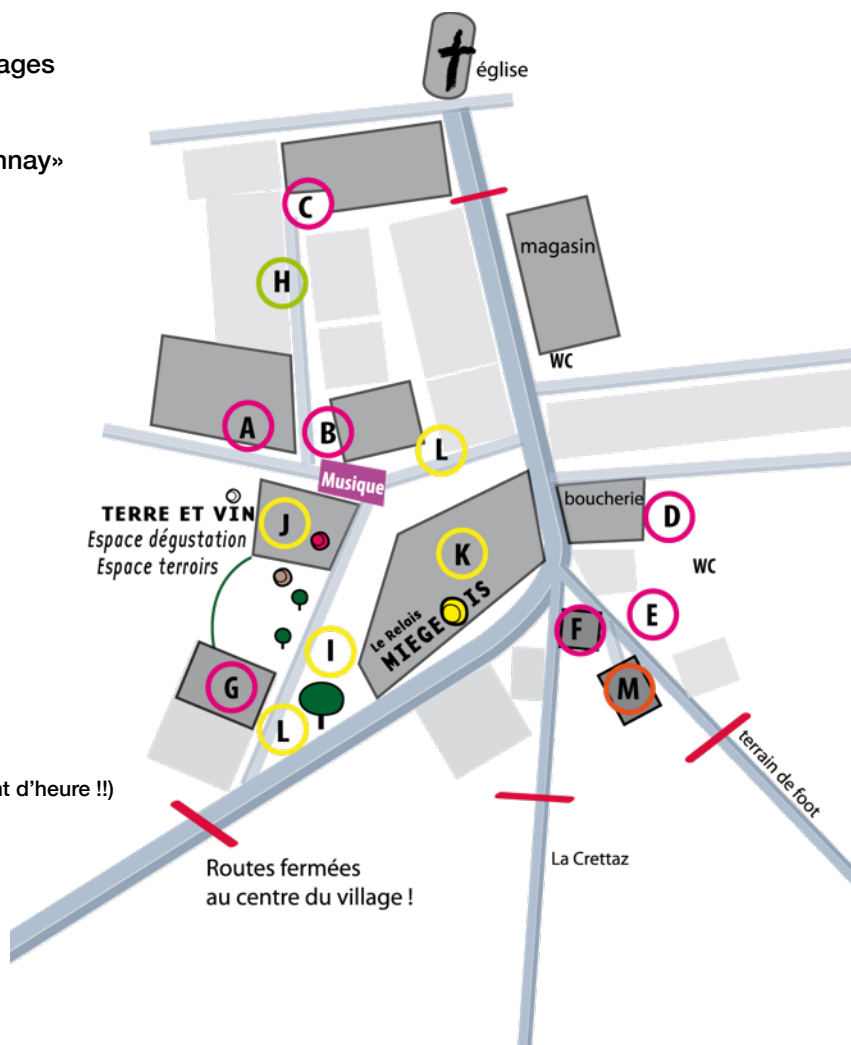 ages
église
nnay»
C
magasin
H
WC
A
B
L
Musique
boucherie
TERRE ET VIN
Espace dégustation
Espace terroirs
J
D
K
WC
Le Relais
MIEGEOIS
F
E
I
G
M
L
terrain de foot
nt d'heure !!)
La Crettaz
Routes fermées
au centre du village !